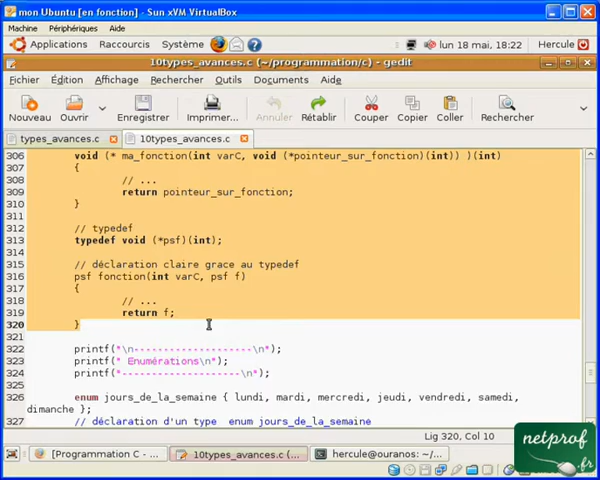 mon Ubuntu [en fonction] - Sun xVM VirtualBox
Machine Périphériques Aide
Applications Raccourcis Système lun 18 mai, 18:22 Hercule
10types_avances.c (~/programmation/c) - gedit
Fichier Édition Affichage Rechercher Outils Documents Aide
Nouveau Ouvrir Enregistrer Imprimer... Annuler Rétablir Couper Copier Coller Rechercher
types_avances.c 10types_avances.c
306 void (* ma_fonction(int varC, void (*pointeur_sur_fonction)(int)) )(int)
307 {
308 // ...
309 return pointeur_sur_fonction;
310 }
311
312 // typedef
313 typedef void (*psf)(int);
314
315 // déclaration claire grace au typedef
316 psf fonction(int varC, psf f)
317 {
318 // ...
319 return f;
320 }
321
322 printf("\n--------------------\n");
323 printf(" Enumérations\n");
324 printf("--------------------\n");
325
326 enum jours_de_la_semaine { lundi, mardi, mercredi, jeudi, vendredi, samedi,
dimanche };
327 // déclaration d'un type enum jours_de_la_semaine
Lig 320, Col 10
[Programmation C - ... 10types_avances.c (... hercule@ouranos: ~/...
netprof
.fr